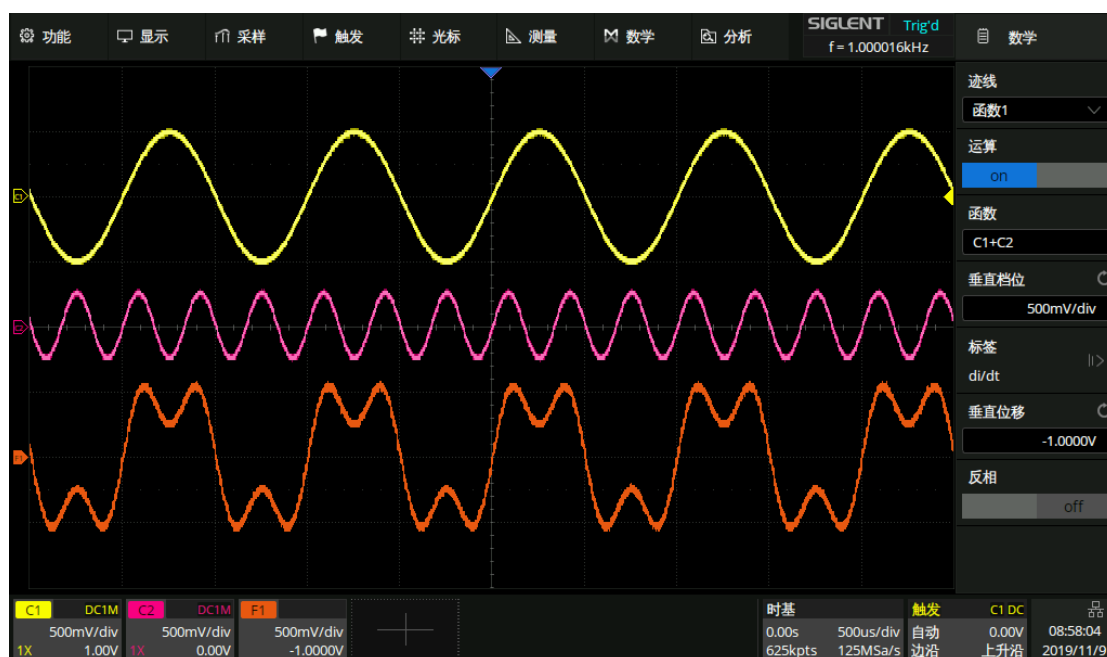 功能 显示 采样 触发 光标 测量 数学 分析
SIGLENT Trig'd
f = 1.000016kHz
数学
迹线
函数1
运算
on
函数
C1+C2
垂直档位
500mV/div
标签
di/dt
垂直位移
-1.0000V
反相
off
C1
C2
F1
C1 DC1M
500mV/div
1X 1.00V
C2 DC1M
500mV/div
1X 0.00V
F1
500mV/div
-1.0000V
时基
0.00s 500us/div
625kpts 125MSa/s
触发 C1 DC
自动 0.00V
边沿 上升沿
08:58:04
2019/11/9